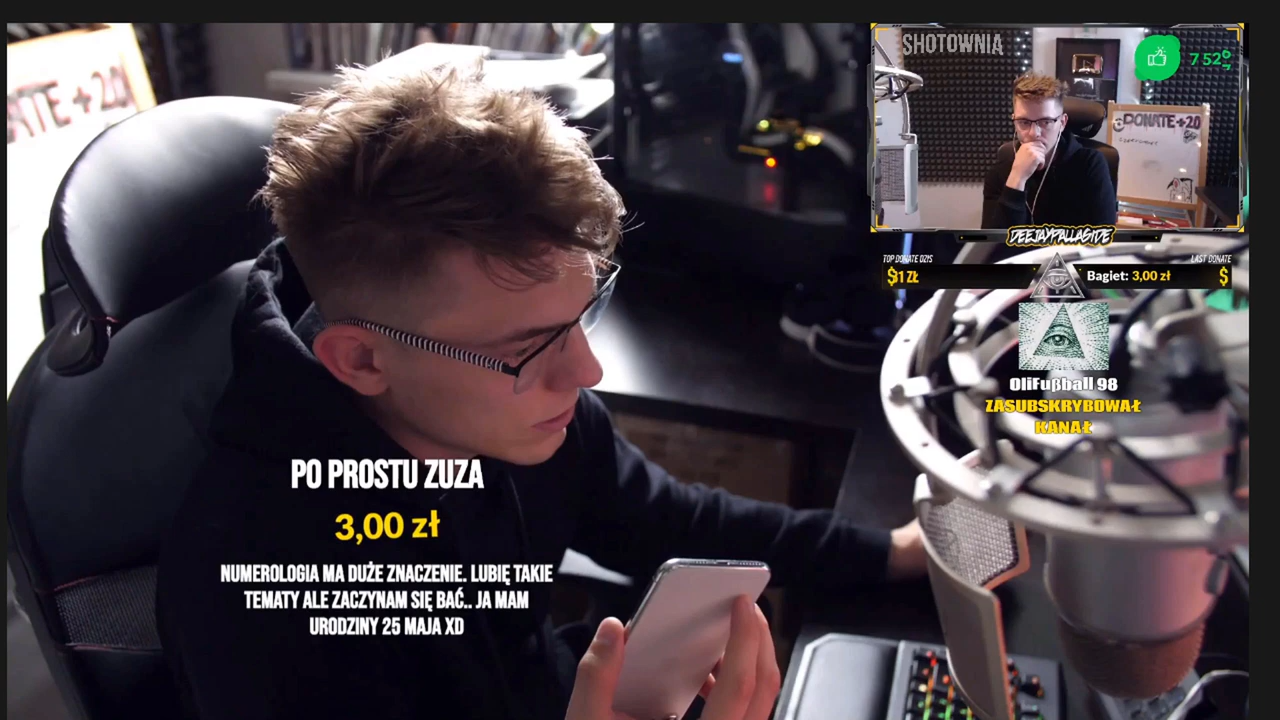 SHOTOWNIA
ATE +20
DONATE +20
DEEJAYPALLASIDE
TOP DONATE DZIŚ
LAST DONATE
$1 ZŁ
Bagiet: 3,00 zł
$
OliFußball 98
ZASUBSKRYBOWAŁ
KANAŁ
PO PROSTU ZUZA
3,00 zł
NUMEROLOGIA MA DUŻE ZNACZENIE. LUBIĘ TAKIE
TEMATY ALE ZACZYNAM SIĘ BAĆ.. JA MAM
URODZINY 25 MAJA XD